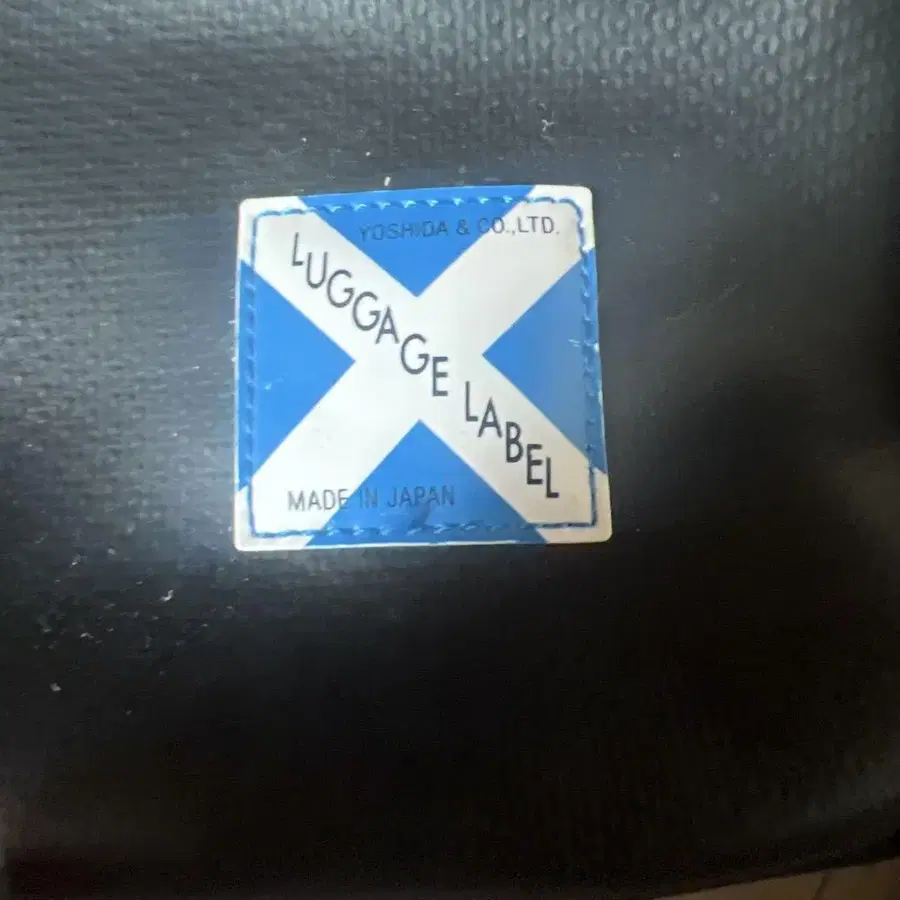 YOSHIDA & CO.,LTD.
LUGGAGE LABEL
MADE IN JAPAN